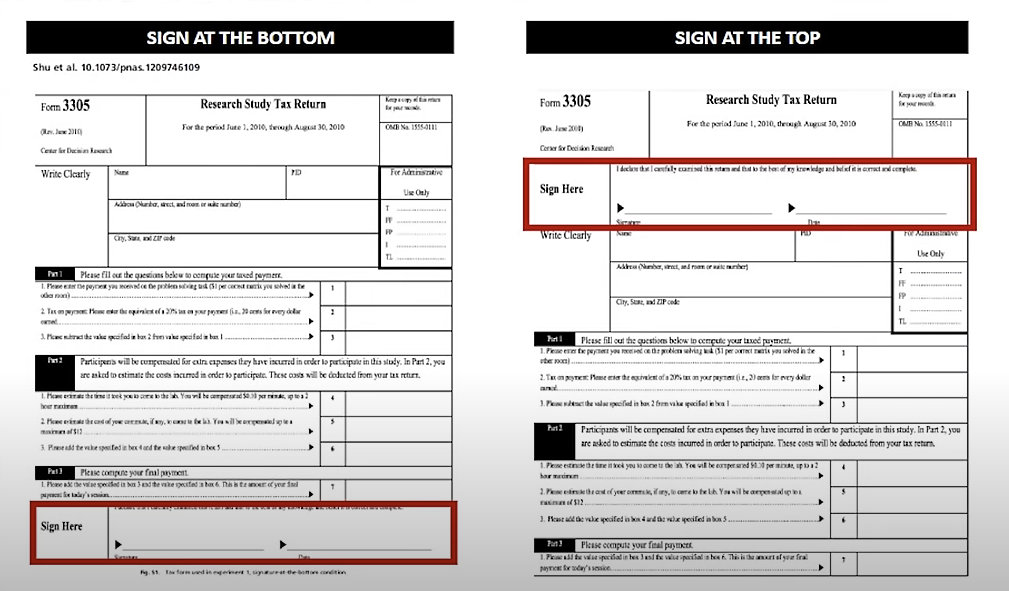 SIGN AT THE BOTTOM
Shu et al. 10.1073/pnas.1209746109
Form 3305
(Rev. June 2010)
Center for Decision Research
Research Study Tax Return
For the period June 1, 2010, through August 30, 2010
Keep a copy of this return
for your records.
OMB No. 1555-0111
Write Clearly
Name
PID
Address (Number, street, and room or suite number)
City, State, and ZIP code
For Administrative
Use Only
T
FF
FP
I
TL
Part 1 Please fill out the questions below to compute your taxed payment.
1. Please enter the payment you received on the problem solving task ($1 per correct matrix you solved in the
other room)
1
2. Tax on payment: Please enter the equivalent of a 20% tax on your payment (i.e., 20 cents for every dollar
earned)
2
3. Please subtract the value specified in box 2 from value specified in box 1
3
Part 2 Participants will be compensated for extra expenses they have incurred in order to participate in this study. In Part 2, you
are asked to estimate the costs incurred in order to participate. These costs will be deducted from your tax return.
1. Please estimate the time it took you to come to the lab. You will be compensated $0.10 per minute, up to a 2
hour maximum
4
2. Please estimate the cost of your commute, if any, to come to the lab. You will be compensated up to a
maximum of $12
5
3. Please add the value specified in box 4 and the value specified in box 5
6
Part 3 Please compute your final payment.
1. Please add the value specified in box 3 and the value specified in box 6. This is the amount of your final
payment for today's session.
7
Sign Here
Signature
Date
Fig. S1. Tax form used in experiment 1, signature-at-the-bottom condition
SIGN AT THE TOP
Form 3305
(Rev. June 2010)
Center for Decision Research
Research Study Tax Return
For the period June 1, 2010, through August 30, 2010
Keep a copy of this return
for your records.
OMB No. 1555-0111
Sign Here
I declare that I carefully examined this return and that to the best of my knowledge and belief it is correct and complete.
Signature
Date
Write Clearly
Name
PID
Address (Number, street, and room or suite number)
City, State, and ZIP code
For Administrative
Use Only
T
FF
FP
I
TL
Part 1 Please fill out the questions below to compute your taxed payment.
1. Please enter the payment you received on the problem solving task ($1 per correct matrix you solved in the
other room)
1
2. Tax on payment: Please enter the equivalent of a 20% tax on your payment (i.e., 20 cents for every dollar
earned)
2
3. Please subtract the value specified in box 2 from value specified in box 1
3
Part 2 Participants will be compensated for extra expenses they have incurred in order to participate in this study. In Part 2, you
are asked to estimate the costs incurred in order to participate. These costs will be deducted from your tax return.
1. Please estimate the time it took you to come to the lab. You will be compensated $0.10 per minute, up to a 2
hour maximum
4
2. Please estimate the cost of your commute, if any, to come to the lab. You will be compensated up to a
maximum of $12
5
3. Please add the value specified in box 4 and the value specified in box 5
6
Part 3 Please compute your final payment.
1. Please add the value specified in box 3 and the value specified in box 6. This is the amount of your final
payment for today's session.
7